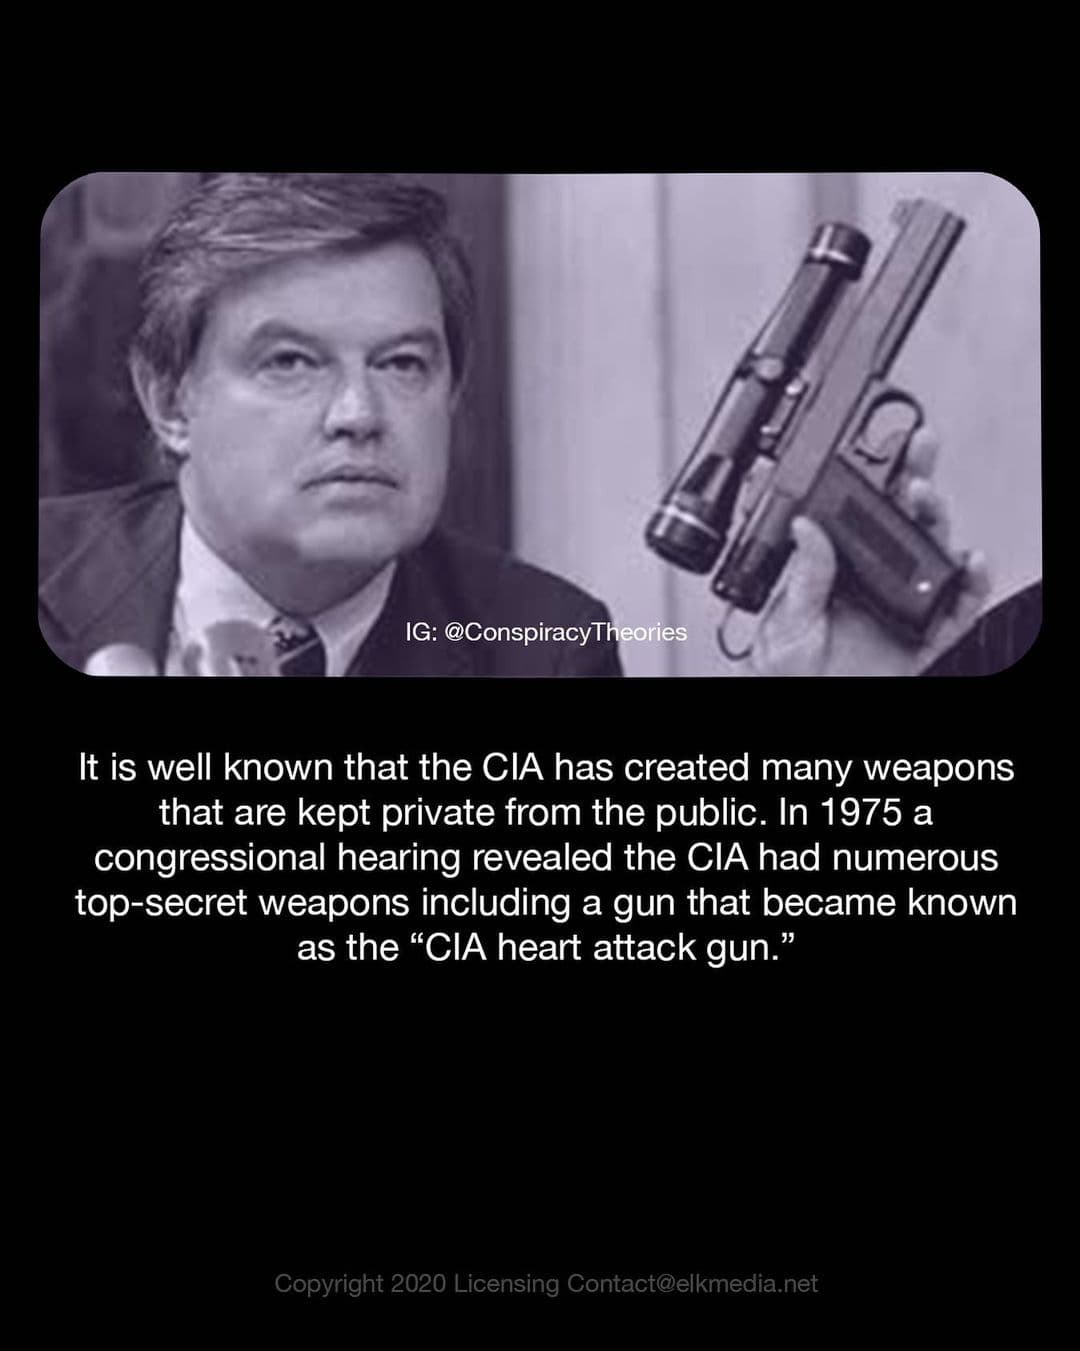 IG: @ConspiracyTheories
It is well known that the CIA has created many weapons
that are kept private from the public. In 1975 a
congressional hearing revealed the CIA had numerous
top-secret weapons including a gun that became known
as the “CIA heart attack gun.”
Copyright 2020 Licensing Contact@elkmedia.net